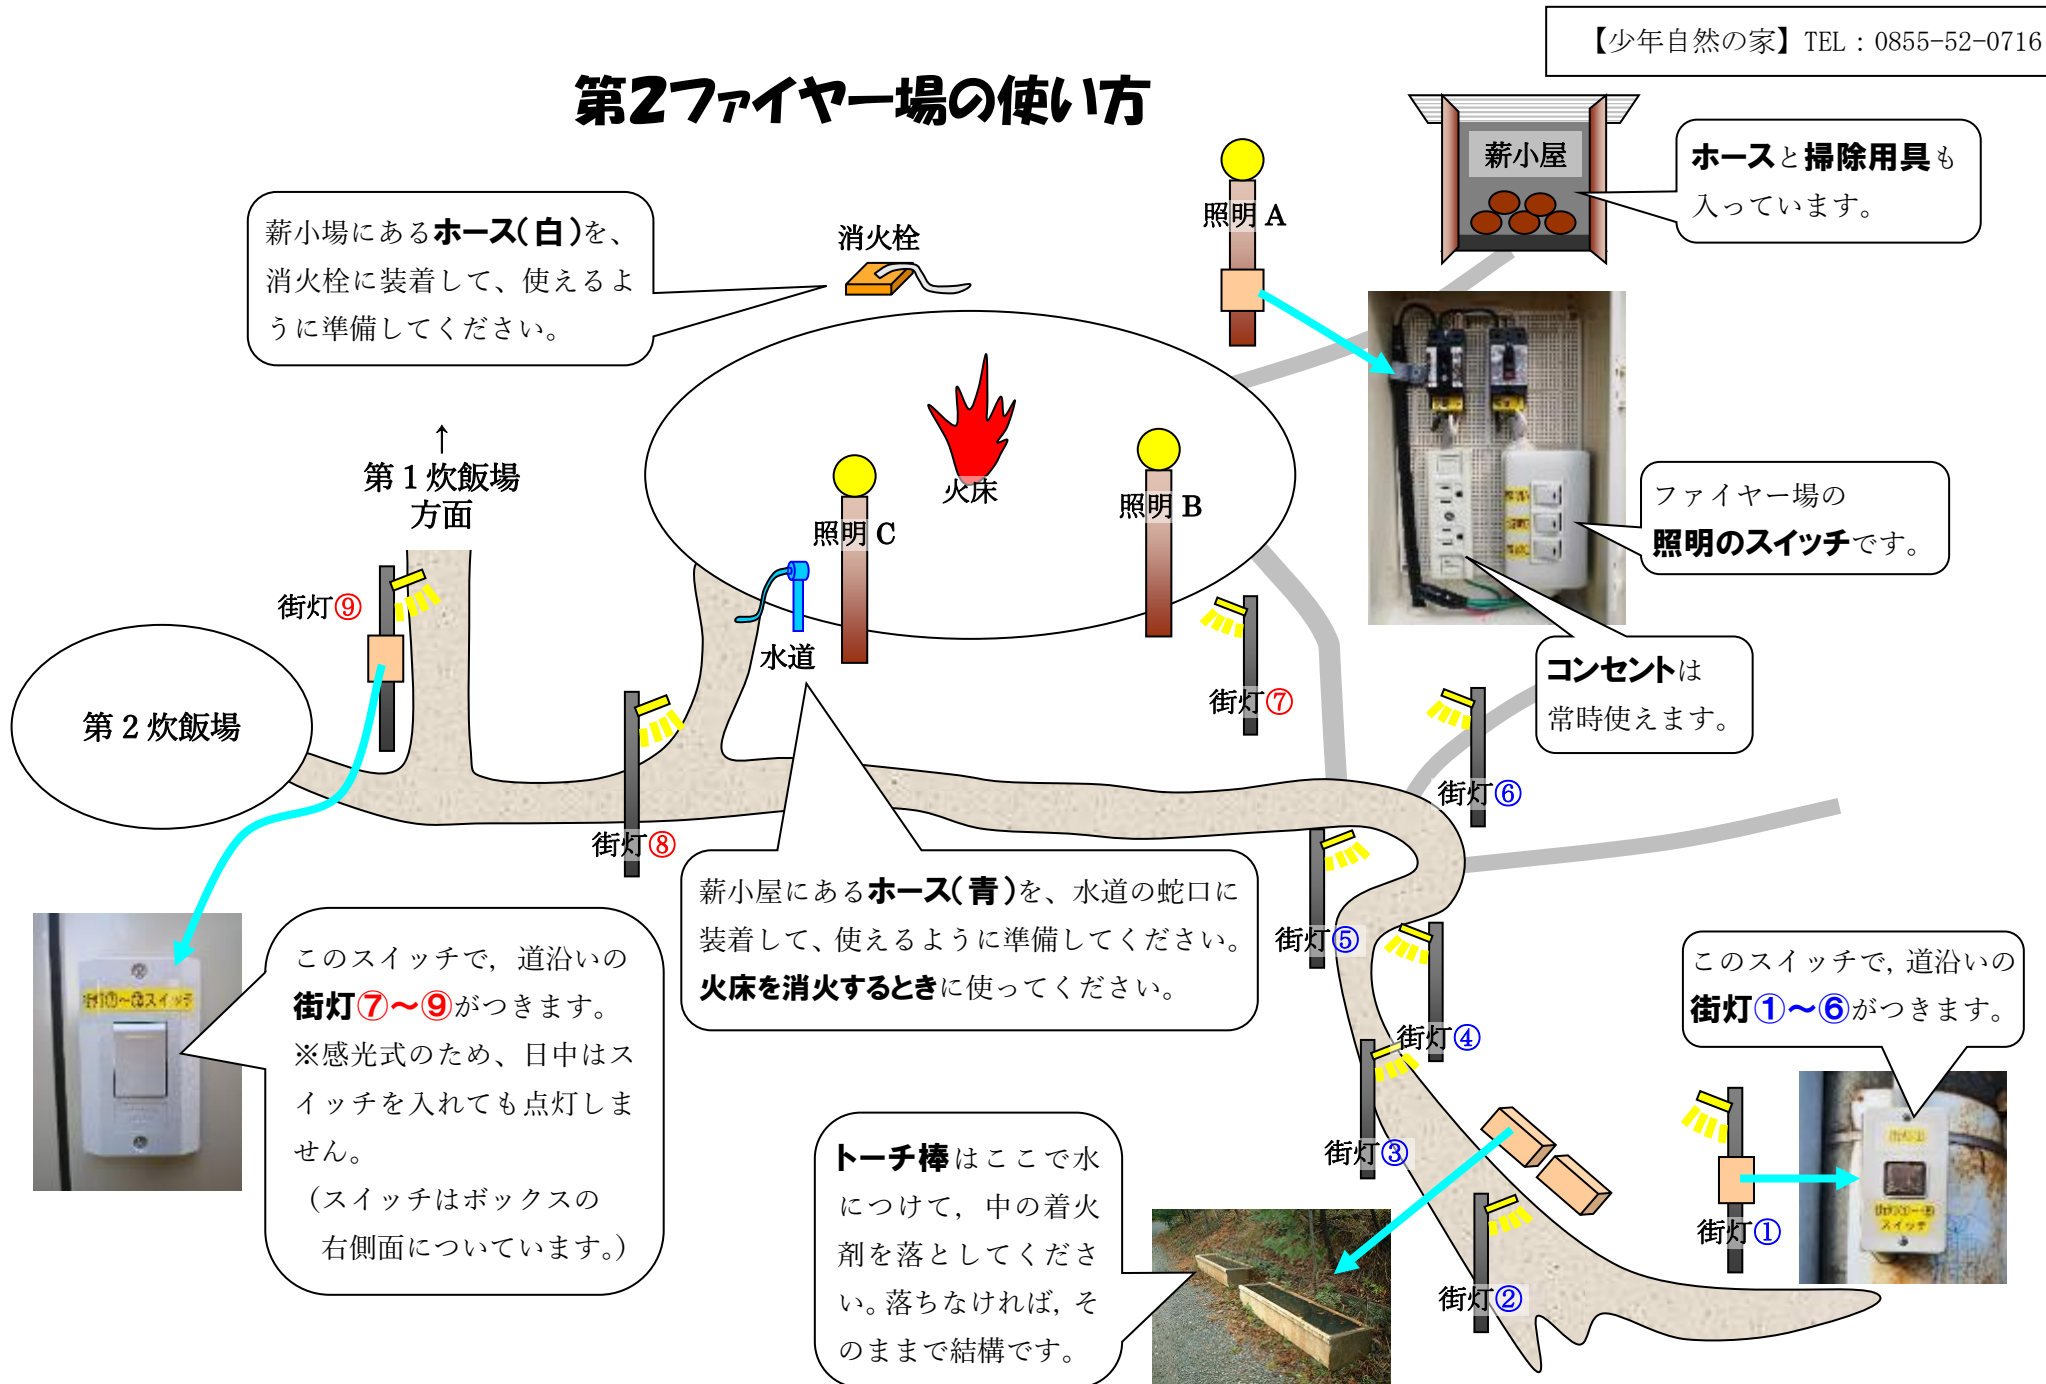 【少年自然の家】TEL：0855-52-0716
第2ファイヤー場の使い方
薪小屋
ホースと掃除用具も
入っています。
照明 A
消火栓
薪小場にあるホース(白)を、
消火栓に装着して、使えるよ
うに準備してください。
↑
第 1 炊飯場
方面
火床
照明 B
照明 C
ファイヤー場の
照明のスイッチです。
街灯⑨
水道
コンセントは
常時使えます。
街灯⑦
第 2 炊飯場
街灯⑥
街灯⑧
薪小屋にあるホース(青)を、水道の蛇口に
装着して、使えるように準備してください。
火床を消火するときに使ってください。
街灯⑤
このスイッチで，道沿いの
街灯⑦～⑨がつきます。
※感光式のため、日中はス
イッチを入れても点灯しま
せん。
（スイッチはボックスの
右側面についています。）
このスイッチで，道沿いの
街灯①～⑥がつきます。
街灯④
街灯③
トーチ棒はここで水
につけて，中の着火
剤を落としてくださ
い。落ちなければ，そ
のままで結構です。
街灯①
街灯②
スイッチ